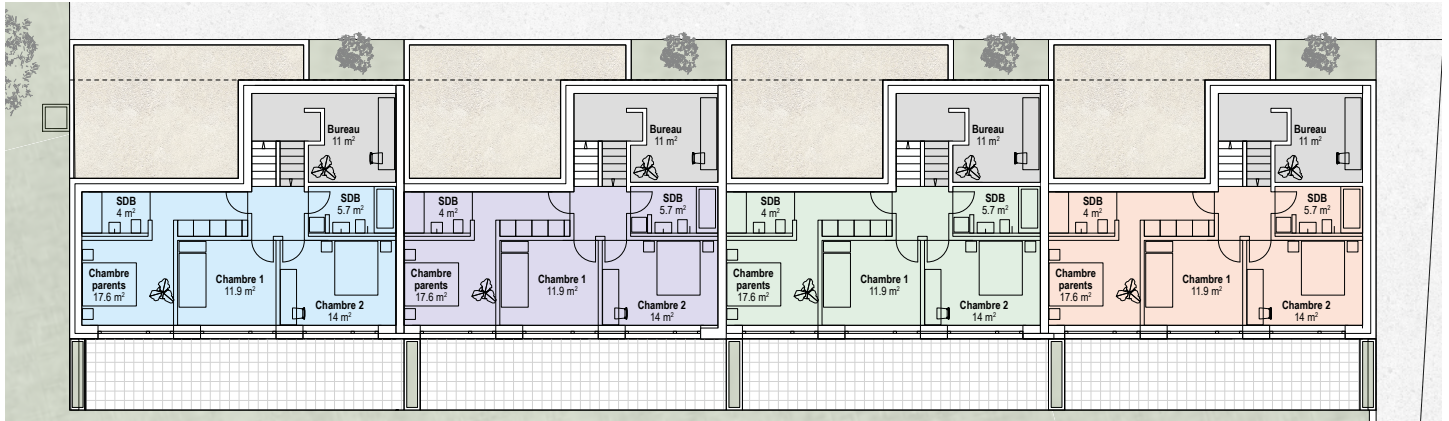 Bureau
11 m²
SDB
4 m²
SDB
5.7 m²
Chambre
parents
17.6 m²
Chambre 1
11.9 m²
Chambre 2
14 m²
Bureau
11 m²
SDB
4 m²
SDB
5.7 m²
Chambre
parents
17.6 m²
Chambre 1
11.9 m²
Chambre 2
14 m²
Bureau
11 m²
SDB
4 m²
SDB
5.7 m²
Chambre
parents
17.6 m²
Chambre 1
11.9 m²
Chambre 2
14 m²
Bureau
11 m²
SDB
4 m²
SDB
5.7 m²
Chambre
parents
17.6 m²
Chambre 1
11.9 m²
Chambre 2
14 m²